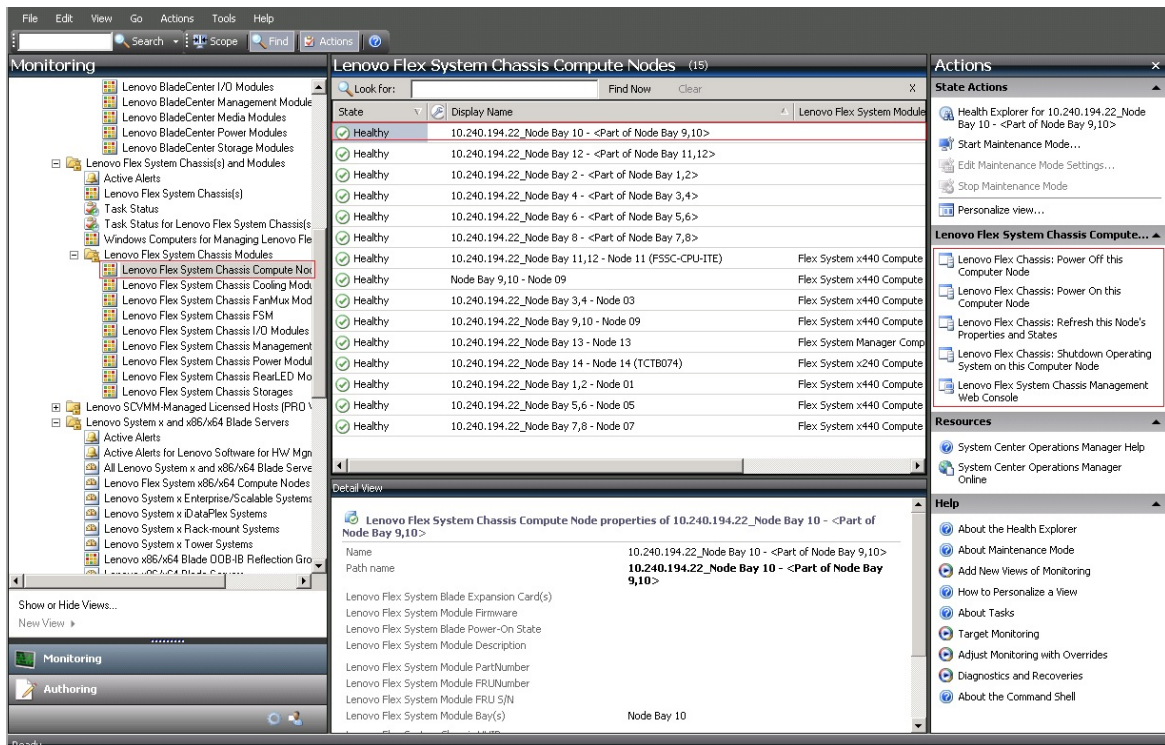 File Edit View Go Actions Tools Help
Search Scope Find Actions
Monitoring
Lenovo BladeCenter I/O Modules
Lenovo BladeCenter Management Module
Lenovo BladeCenter Media Modules
Lenovo BladeCenter Power Modules
Lenovo BladeCenter Storage Modules
Lenovo Flex System Chassis(s) and Modules
Active Alerts
Lenovo Flex System Chassis(s)
Task Status
Task Status for Lenovo Flex System Chassis(s
Windows Computers for Managing Lenovo Fle
Lenovo Flex System Chassis Modules
Lenovo Flex System Chassis Compute Noc
Lenovo Flex System Chassis Cooling Modu
Lenovo Flex System Chassis FanMux Mod
Lenovo Flex System Chassis FSM
Lenovo Flex System Chassis I/O Modules
Lenovo Flex System Chassis Management
Lenovo Flex System Chassis Power Modul
Lenovo Flex System Chassis RearLED Mo
Lenovo Flex System Chassis Storages
Lenovo SCVMM-Managed Licensed Hosts (PRO V
Lenovo System x and x86/x64 Blade Servers
Active Alerts
Active Alerts for Lenovo Software for HW Mgn
All Lenovo System x and x86/x64 Blade Serve
Lenovo Flex System x86/x64 Compute Nodes
Lenovo System x Enterprise/Scalable Systems
Lenovo System x iDataPlex Systems
Lenovo System x Rack-mount Systems
Lenovo System x Tower Systems
Lenovo x86/x64 Blade OOB-IB Reflection Gro
Show or Hide Views...
New View
Monitoring
Authoring
Lenovo Flex System Chassis Compute Nodes (15)
Look for: Find Now Clear X
State Display Name Lenovo Flex System Module
Healthy 10.240.194.22_Node Bay 10 - <Part of Node Bay 9,10>
Healthy 10.240.194.22_Node Bay 12 - <Part of Node Bay 11,12>
Healthy 10.240.194.22_Node Bay 2 - <Part of Node Bay 1,2>
Healthy 10.240.194.22_Node Bay 4 - <Part of Node Bay 3,4>
Healthy 10.240.194.22_Node Bay 6 - <Part of Node Bay 5,6>
Healthy 10.240.194.22_Node Bay 8 - <Part of Node Bay 7,8>
Healthy 10.240.194.22_Node Bay 11,12 - Node 11 (FSSC-CPU-ITE) Flex System x440 Compute
Healthy Node Bay 9,10 - Node 09 Flex System x440 Compute
Healthy 10.240.194.22_Node Bay 3,4 - Node 03 Flex System x440 Compute
Healthy 10.240.194.22_Node Bay 9,10 - Node 09 Flex System x440 Compute
Healthy 10.240.194.22_Node Bay 13 - Node 13 Flex System Manager Comp
Healthy 10.240.194.22_Node Bay 14 - Node 14 (TCTB074) Flex System x240 Compute
Healthy 10.240.194.22_Node Bay 1,2 - Node 01 Flex System x440 Compute
Healthy 10.240.194.22_Node Bay 5,6 - Node 05 Flex System x440 Compute
Healthy 10.240.194.22_Node Bay 7,8 - Node 07 Flex System x440 Compute
Detail View
Lenovo Flex System Chassis Compute Node properties of 10.240.194.22_Node Bay 10 - <Part of
Node Bay 9,10>
Name 10.240.194.22_Node Bay 10 - <Part of Node Bay 9,10>
Path name 10.240.194.22_Node Bay 10 - <Part of Node Bay
9,10>
Lenovo Flex System Blade Expansion Card(s)
Lenovo Flex System Module Firmware
Lenovo Flex System Blade Power-On State
Lenovo Flex System Module Description
Lenovo Flex System Module PartNumber
Lenovo Flex System Module FRUNumber
Lenovo Flex System Module FRU S/N
Lenovo Flex System Module Bay(s) Node Bay 10
Actions x
State Actions
Health Explorer for 10.240.194.22_Node
Bay 10 - <Part of Node Bay 9,10>
Start Maintenance Mode...
Edit Maintenance Mode Settings...
Stop Maintenance Mode
Personalize view...
Lenovo Flex System Chassis Compute...
Lenovo Flex Chassis: Power Off this
Computer Node
Lenovo Flex Chassis: Power On this
Computer Node
Lenovo Flex Chassis: Refresh this Node's
Properties and States
Lenovo Flex Chassis: Shutdown Operating
System on this Computer Node
Lenovo Flex System Chassis Management
Web Console
Resources
System Center Operations Manager Help
System Center Operations Manager
Online
Help
About the Health Explorer
About Maintenance Mode
Add New Views of Monitoring
How to Personalize a View
About Tasks
Target Monitoring
Adjust Monitoring with Overrides
Diagnostics and Recoveries
About the Command Shell